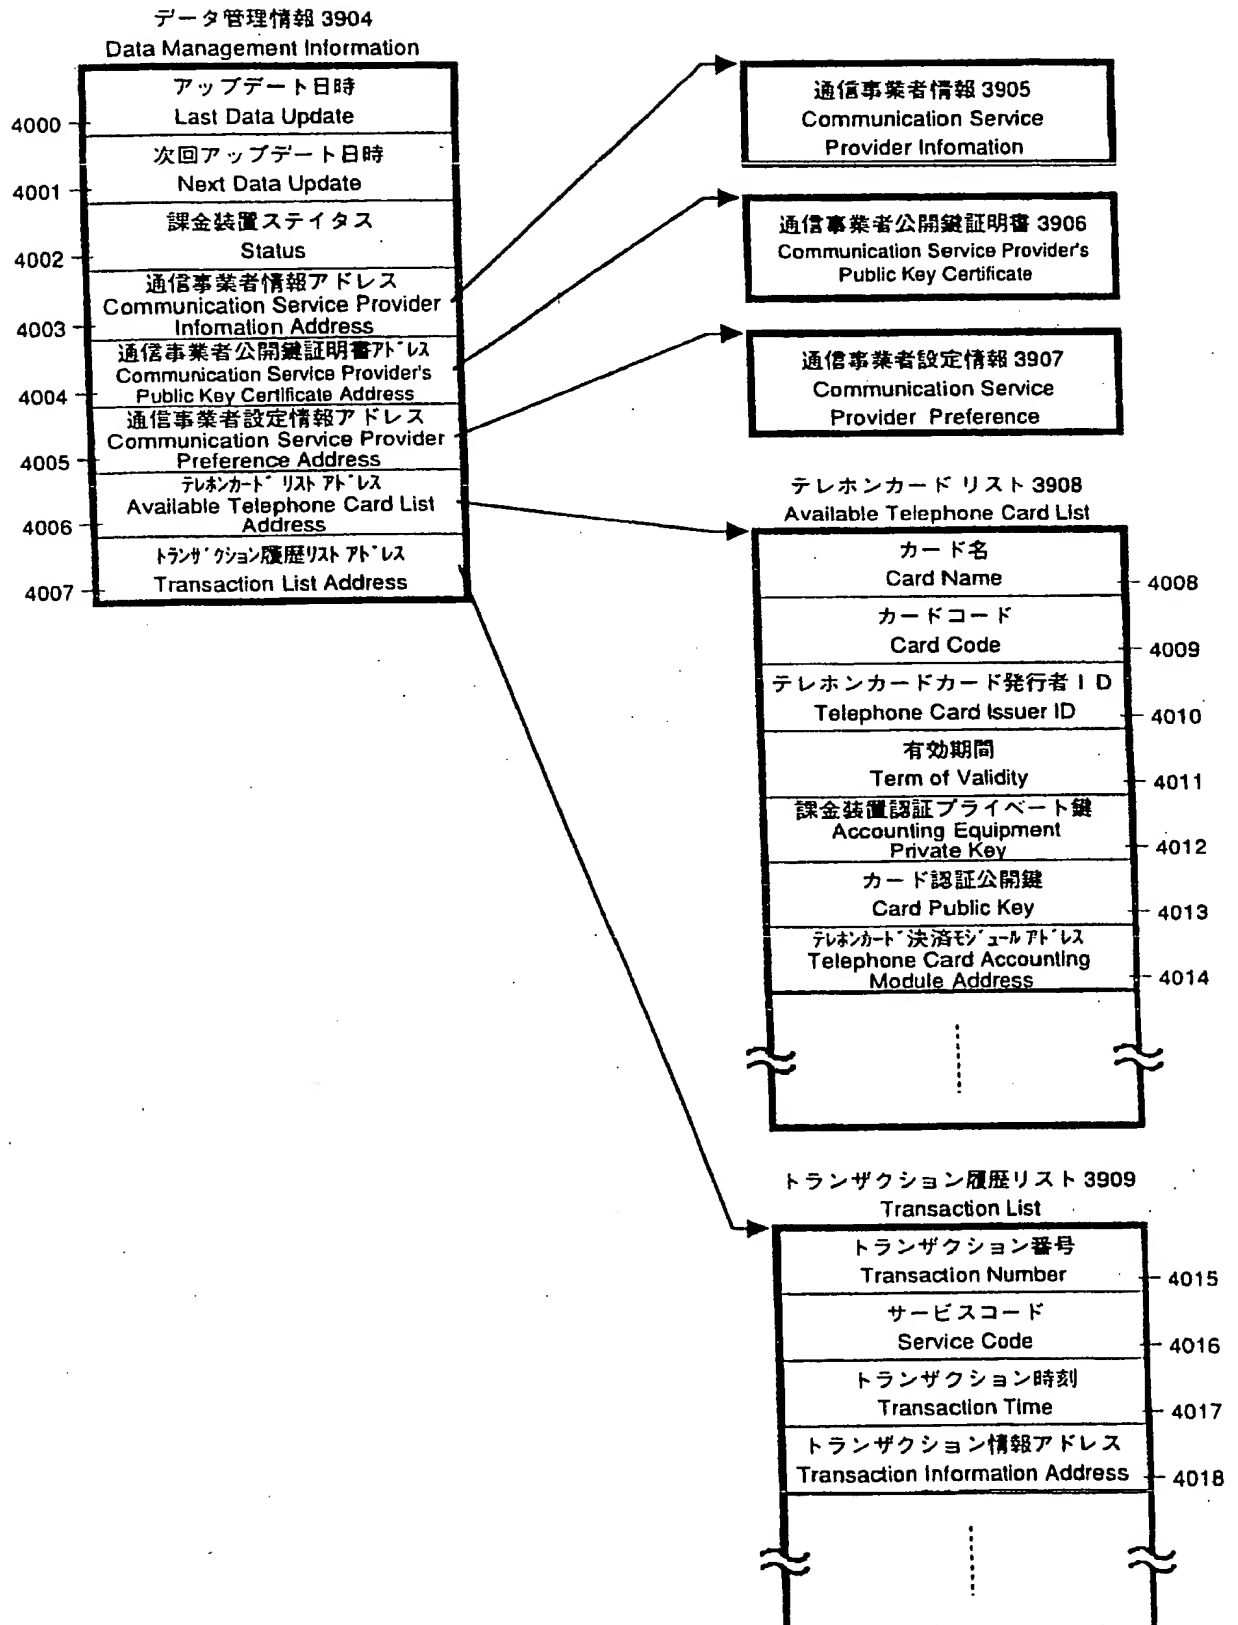 データ管理情報 3904
Data Management Information
アップデート日時
Last Data Update
4000
次回アップデート日時
Next Data Update
4001
課金装置ステイタス
Status
4002
通信事業者情報アドレス
Communication Service Provider
Infomation Address
4003
通信事業者公開鍵証明書アドレス
Communication Service Provider's
Public Key Certificate Address
4004
通信事業者設定情報アドレス
Communication Service Provider
Preference Address
4005
テレホンカード リスト アドレス
Available Telephone Card List
Address
4006
トランザクション履歴リスト アドレス
Transaction List Address
4007
通信事業者情報 3905
Communication Service
Provider Infomation
通信事業者公開鍵証明書 3906
Communication Service Provider's
Public Key Certificate
通信事業者設定情報 3907
Communication Service
Provider Preference
テレホンカード リスト 3908
Available Telephone Card List
カード名
Card Name
4008
カードコード
Card Code
4009
テレホンカードカード発行者ID
Telephone Card Issuer ID
4010
有効期間
Term of Validity
4011
課金装置認証プライベート鍵
Accounting Equipment
Private Key
4012
カード認証公開鍵
Card Public Key
4013
テレホンカード決済モジュール アドレス
Telephone Card Accounting
Module Address
4014
トランザクション履歴リスト 3909
Transaction List
トランザクション番号
Transaction Number
4015
サービスコード
Service Code
4016
トランザクション時刻
Transaction Time
4017
トランザクション情報アドレス
Transaction Information Address
4018